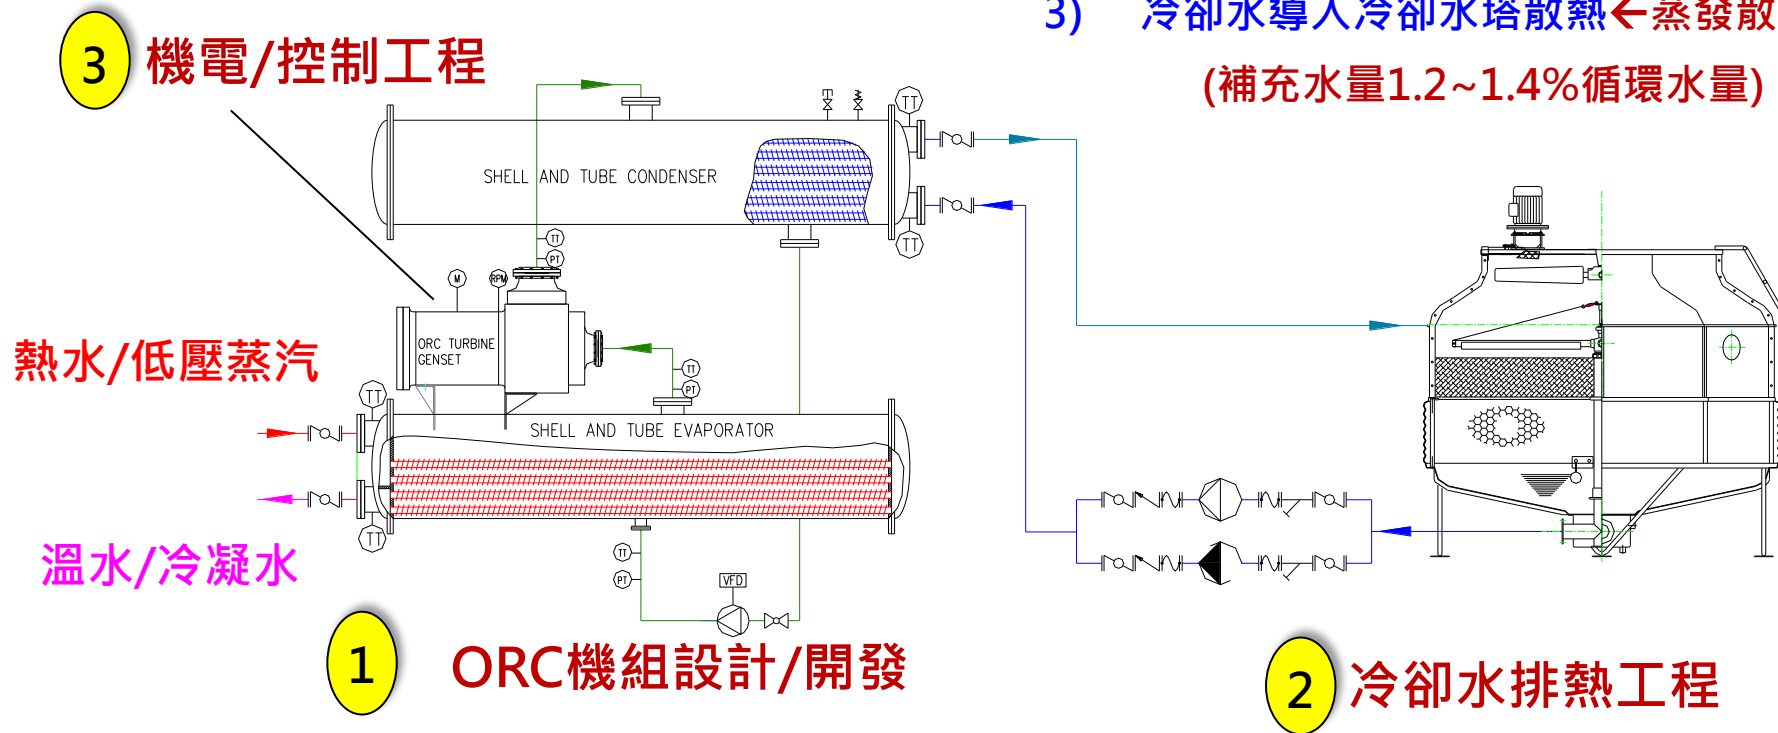 3) 冷卻水導入冷卻水塔散熱←蒸發散
(補充水量1.2~1.4%循環水量)
3 機電/控制工程
TT
SHELL AND TUBE CONDENSER
TT
TT
PT
M
RPM
ORC TURBINE
GENSET
熱水/低壓蒸汽
TT
PT
TT
SHELL AND TUBE EVAPORATOR
TT
溫水/冷凝水
TT
PT
VFD
1 ORC機組設計/開發
2 冷卻水排熱工程